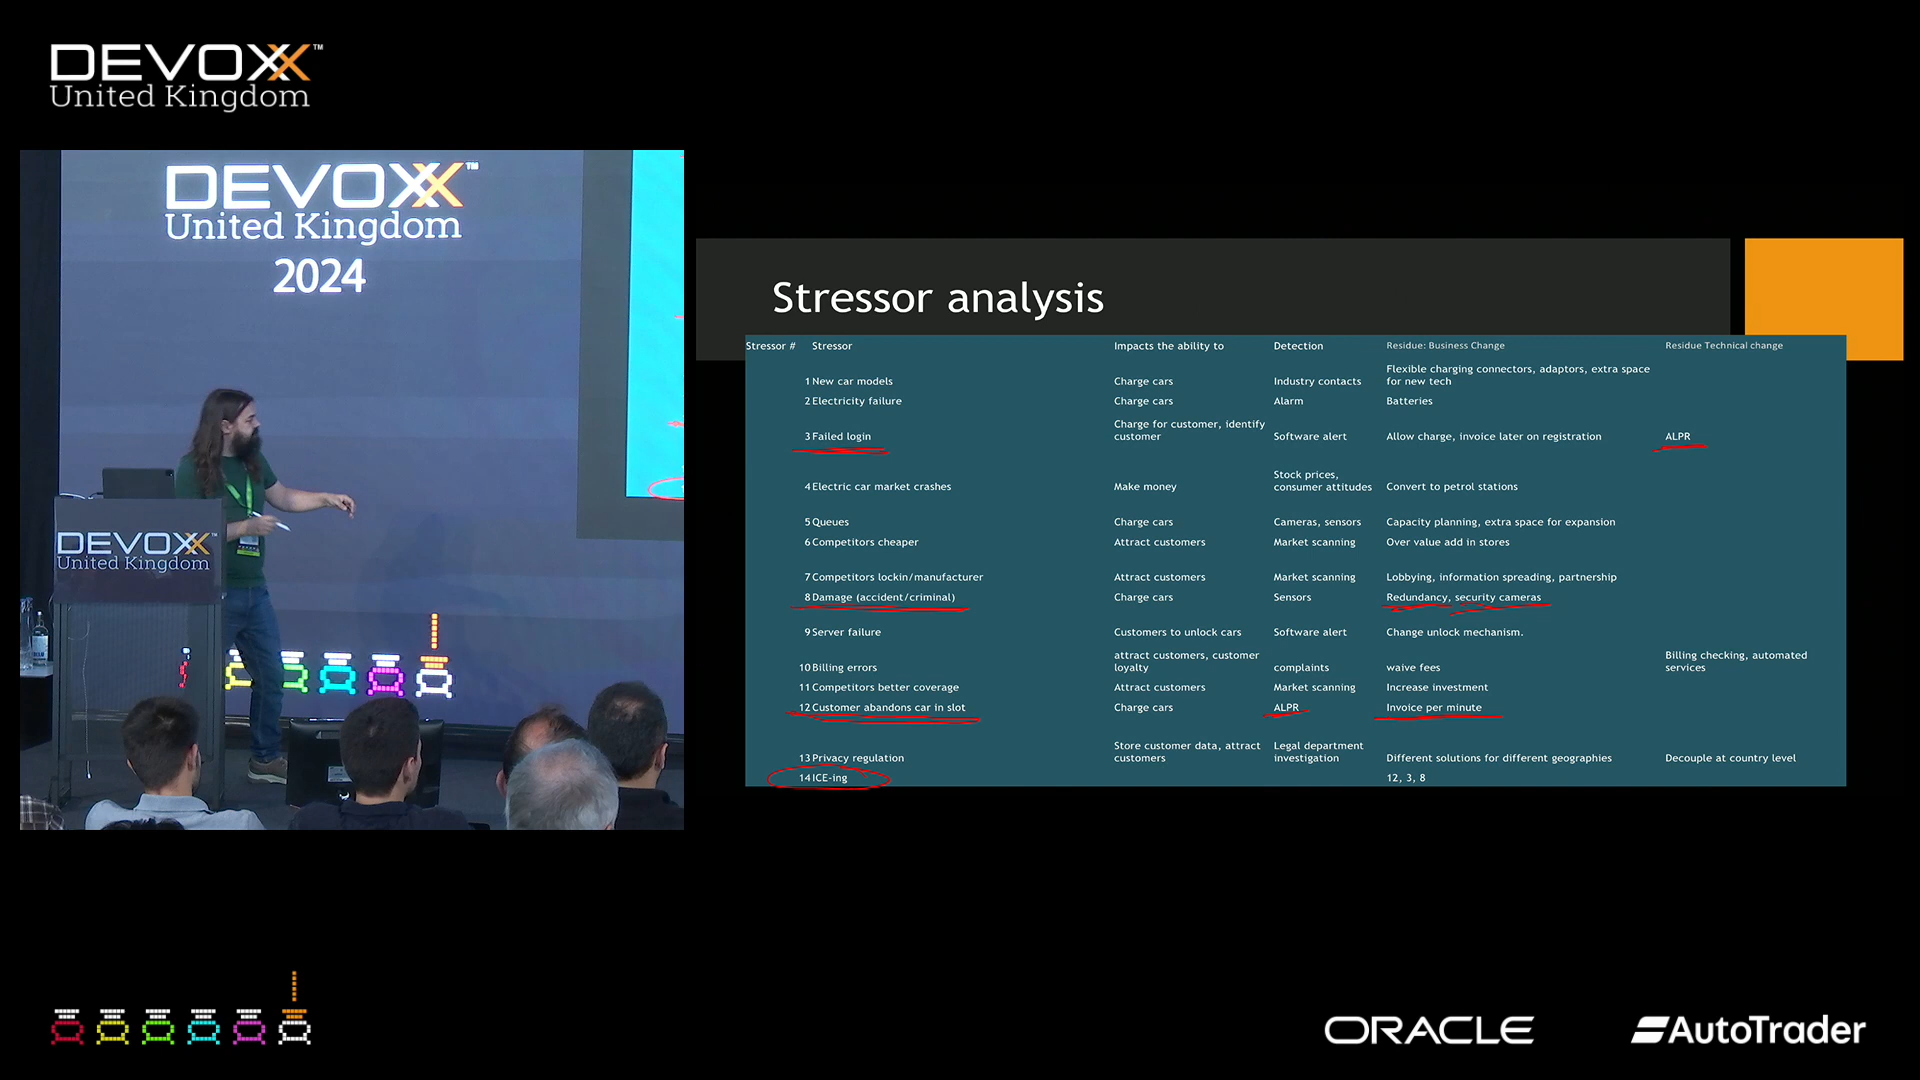 DEVOXX™
United Kingdom
DEVOXX™
United Kingdom
2024
DEVOXX™
United Kingdom
Stressor analysis
Stressor # Stressor Impacts the ability to Detection Residue: Business Change Residue Technical change
1 New car models Charge cars Industry contacts Flexible charging connectors, adaptors, extra space
for new tech
2 Electricity failure Charge cars Alarm Batteries
3 Failed login Charge for customer, identify
customer Software alert Allow charge, invoice later on registration ALPR
4 Electric car market crashes Make money Stock prices,
consumer attitudes Convert to petrol stations
5 Queues Charge cars Cameras, sensors Capacity planning, extra space for expansion
6 Competitors cheaper Attract customers Market scanning Over value add in stores
7 Competitors lockin/manufacturer Attract customers Market scanning Lobbying, information spreading, partnership
8 Damage (accident/criminal) Charge cars Sensors Redundancy, security cameras
9 Server failure Customers to unlock cars Software alert Change unlock mechanism.
10 Billing errors attract customers, customer
loyalty complaints waive fees Billing checking, automated
services
11 Competitors better coverage Attract customers Market scanning Increase investment
12 Customer abandons car in slot Charge cars ALPR Invoice per minute
13 Privacy regulation Store customer data, attract
customers Legal department
investigation Different solutions for different geographies Decouple at country level
14 ICE-ing 12, 3, 8
ORACLE
AutoTrader